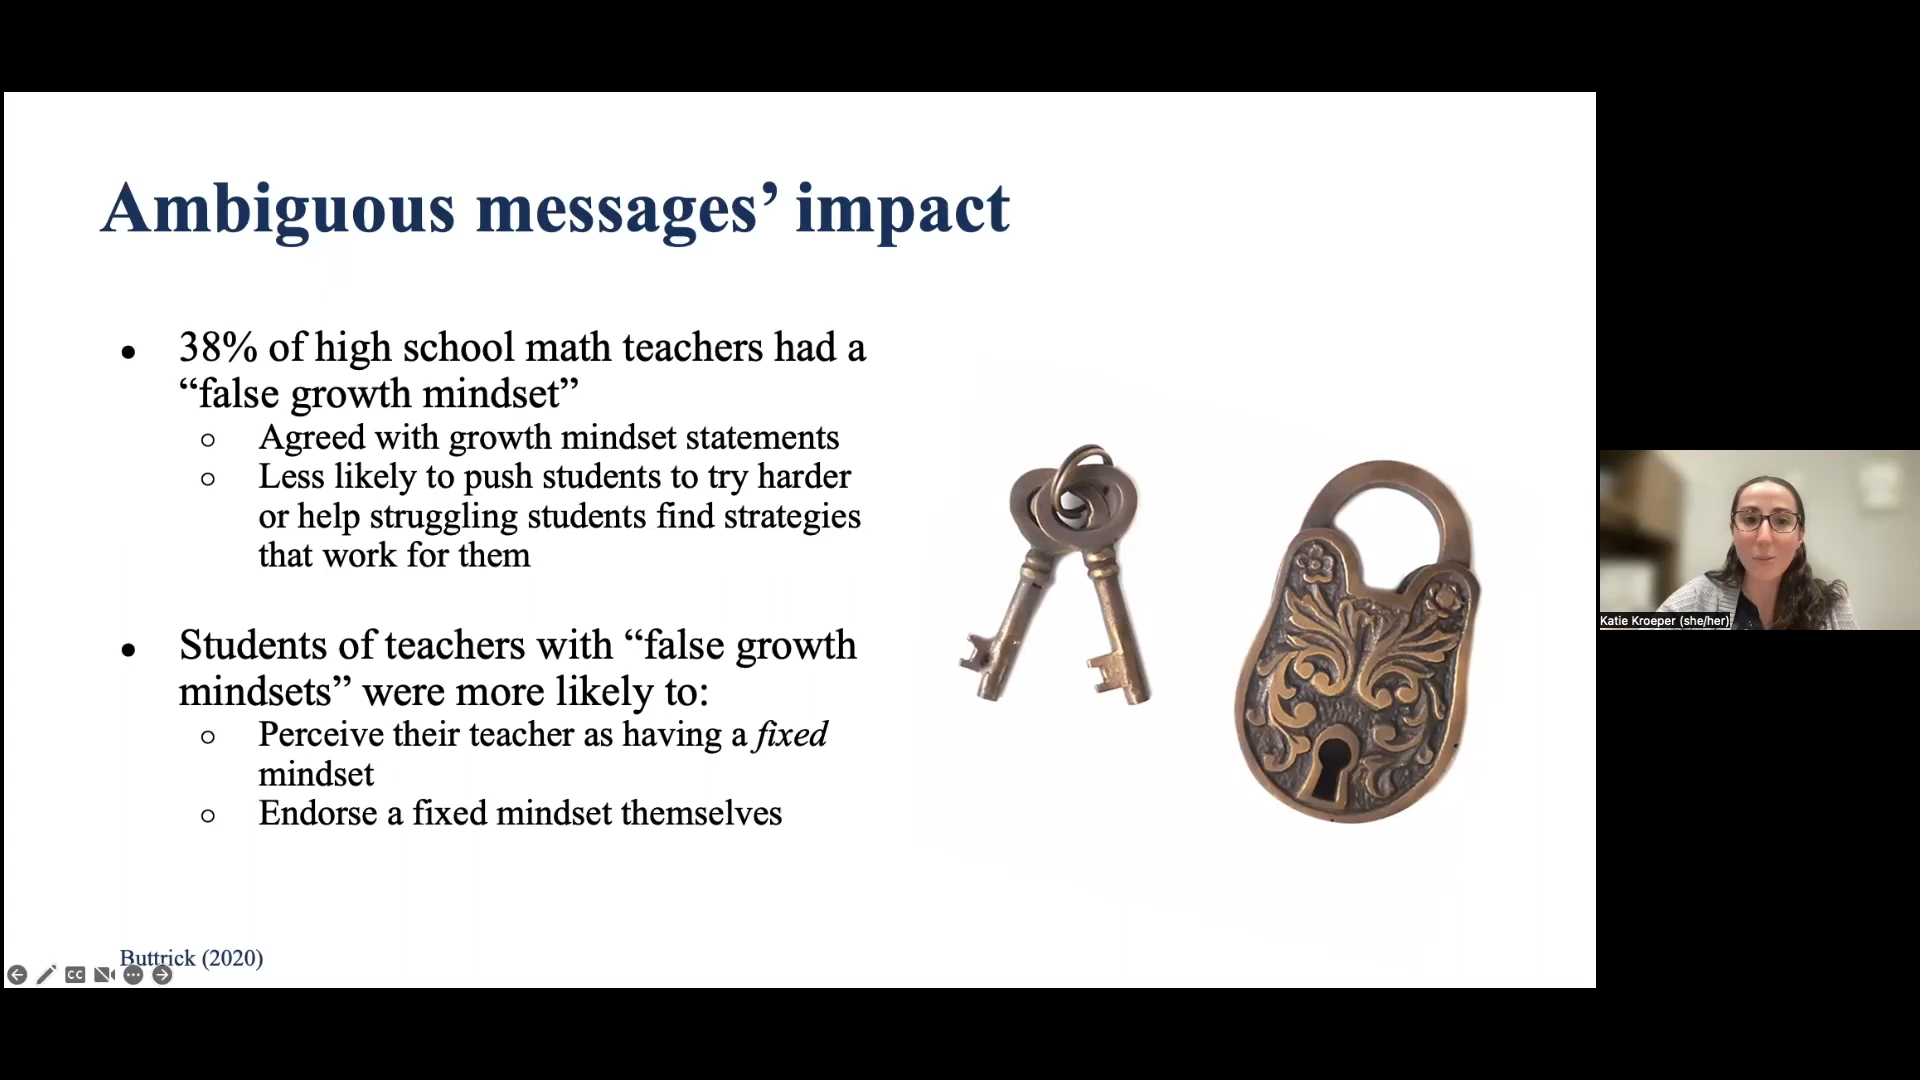 Ambiguous messages’ impact
● 38% of high school math teachers had a
“false growth mindset”
○ Agreed with growth mindset statements
○ Less likely to push students to try harder
or help struggling students find strategies
that work for them
● Students of teachers with “false growth
mindsets” were more likely to:
○ Perceive their teacher as having a fixed
mindset
○ Endorse a fixed mindset themselves
Buttrick (2020)
CC
Katie Kroeper (she/her)